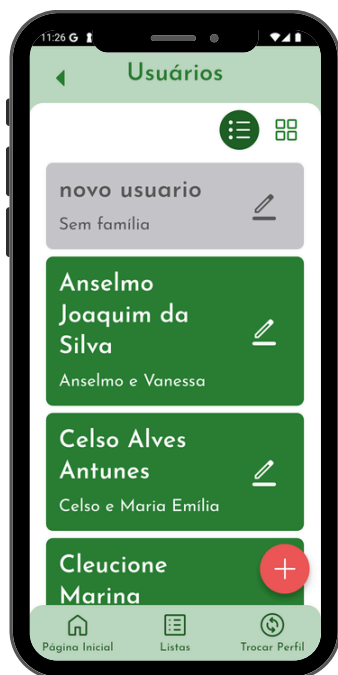 11:26 G
Usuários
novo usuario
Sem família
Anselmo
Joaquim da
Silva
Anselmo e Vanessa
Celso Alves
Antunes
Celso e Maria Emília
Cleucione
Marina
Página Inicial
Listas
Trocar Perfil